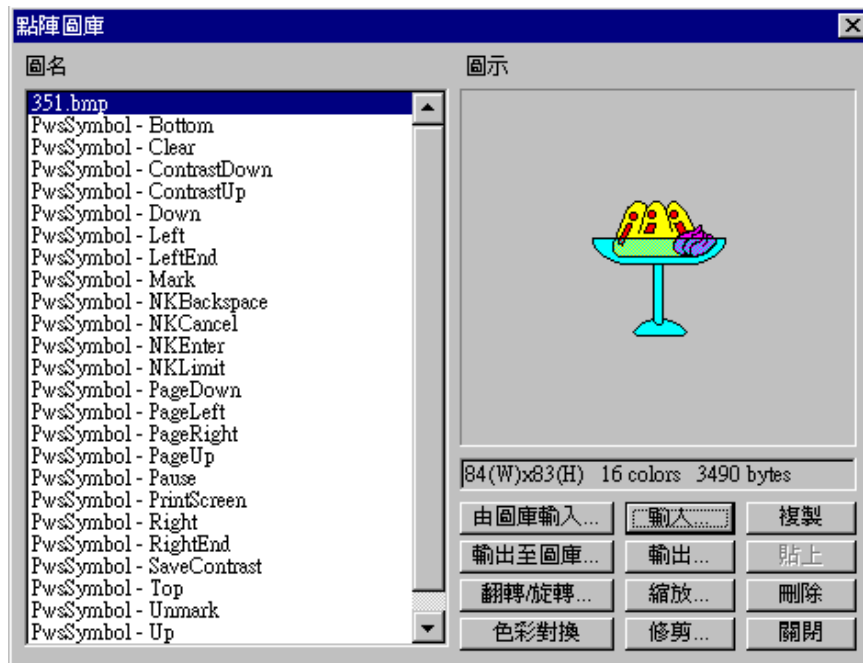 點陣圖庫
圖名
351.bmp
PwsSymbol - Bottom
PwsSymbol - Clear
PwsSymbol - ContrastDown
PwsSymbol - ContrastUp
PwsSymbol - Down
PwsSymbol - Left
PwsSymbol - LeftEnd
PwsSymbol - Mark
PwsSymbol - NKBackspace
PwsSymbol - NKCancel
PwsSymbol - NKEnter
PwsSymbol - NKLimit
PwsSymbol - PageDown
PwsSymbol - PageLeft
PwsSymbol - PageRight
PwsSymbol - PageUp
PwsSymbol - Pause
PwsSymbol - PrintScreen
PwsSymbol - Right
PwsSymbol - RightEnd
PwsSymbol - SaveContrast
PwsSymbol - Top
PwsSymbol - Unmark
PwsSymbol - Up
圖示
84(W)x83(H) 16 colors 3490 bytes
由圖庫輸入... 輸入... 複製
輸出至圖庫... 輸出... 貼上
翻轉/旋轉... 縮放... 刪除
色彩對換 修剪... 關閉